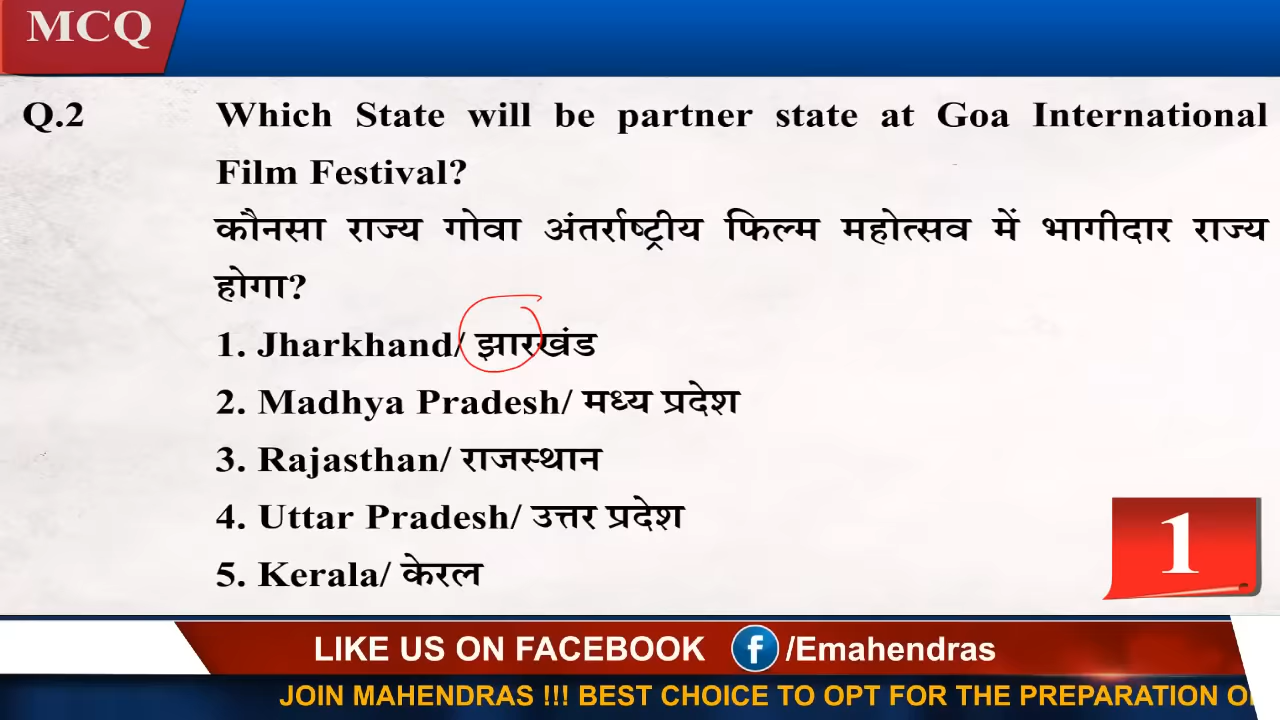 MCQ
Q.2 Which State will be partner state at Goa International
Film Festival?
कौनसा राज्य गोवा अंतर्राष्ट्रीय फिल्म महोत्सव में भागीदार राज्य
होगा?
1. Jharkhand/ झारखंड
2. Madhya Pradesh/ मध्य प्रदेश
3. Rajasthan/ राजस्थान
4. Uttar Pradesh/ उत्तर प्रदेश
5. Kerala/ केरल
1
LIKE US ON FACEBOOK f /Emahendras
JOIN MAHENDRAS !!! BEST CHOICE TO OPT FOR THE PREPARATION